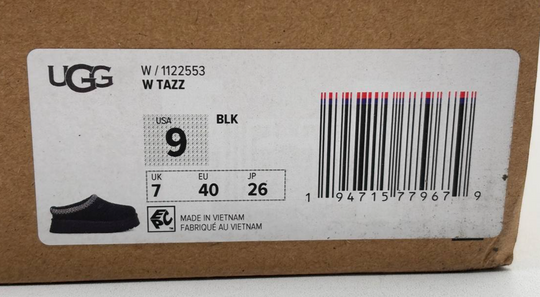 UGG
W / 1122553
W TAZZ
USA
9
BLK
UK EU JP
7 40 26
EPC
MADE IN VIETNAM
FABRIQUÉ AU VIETNAM
1 94715 77967 9